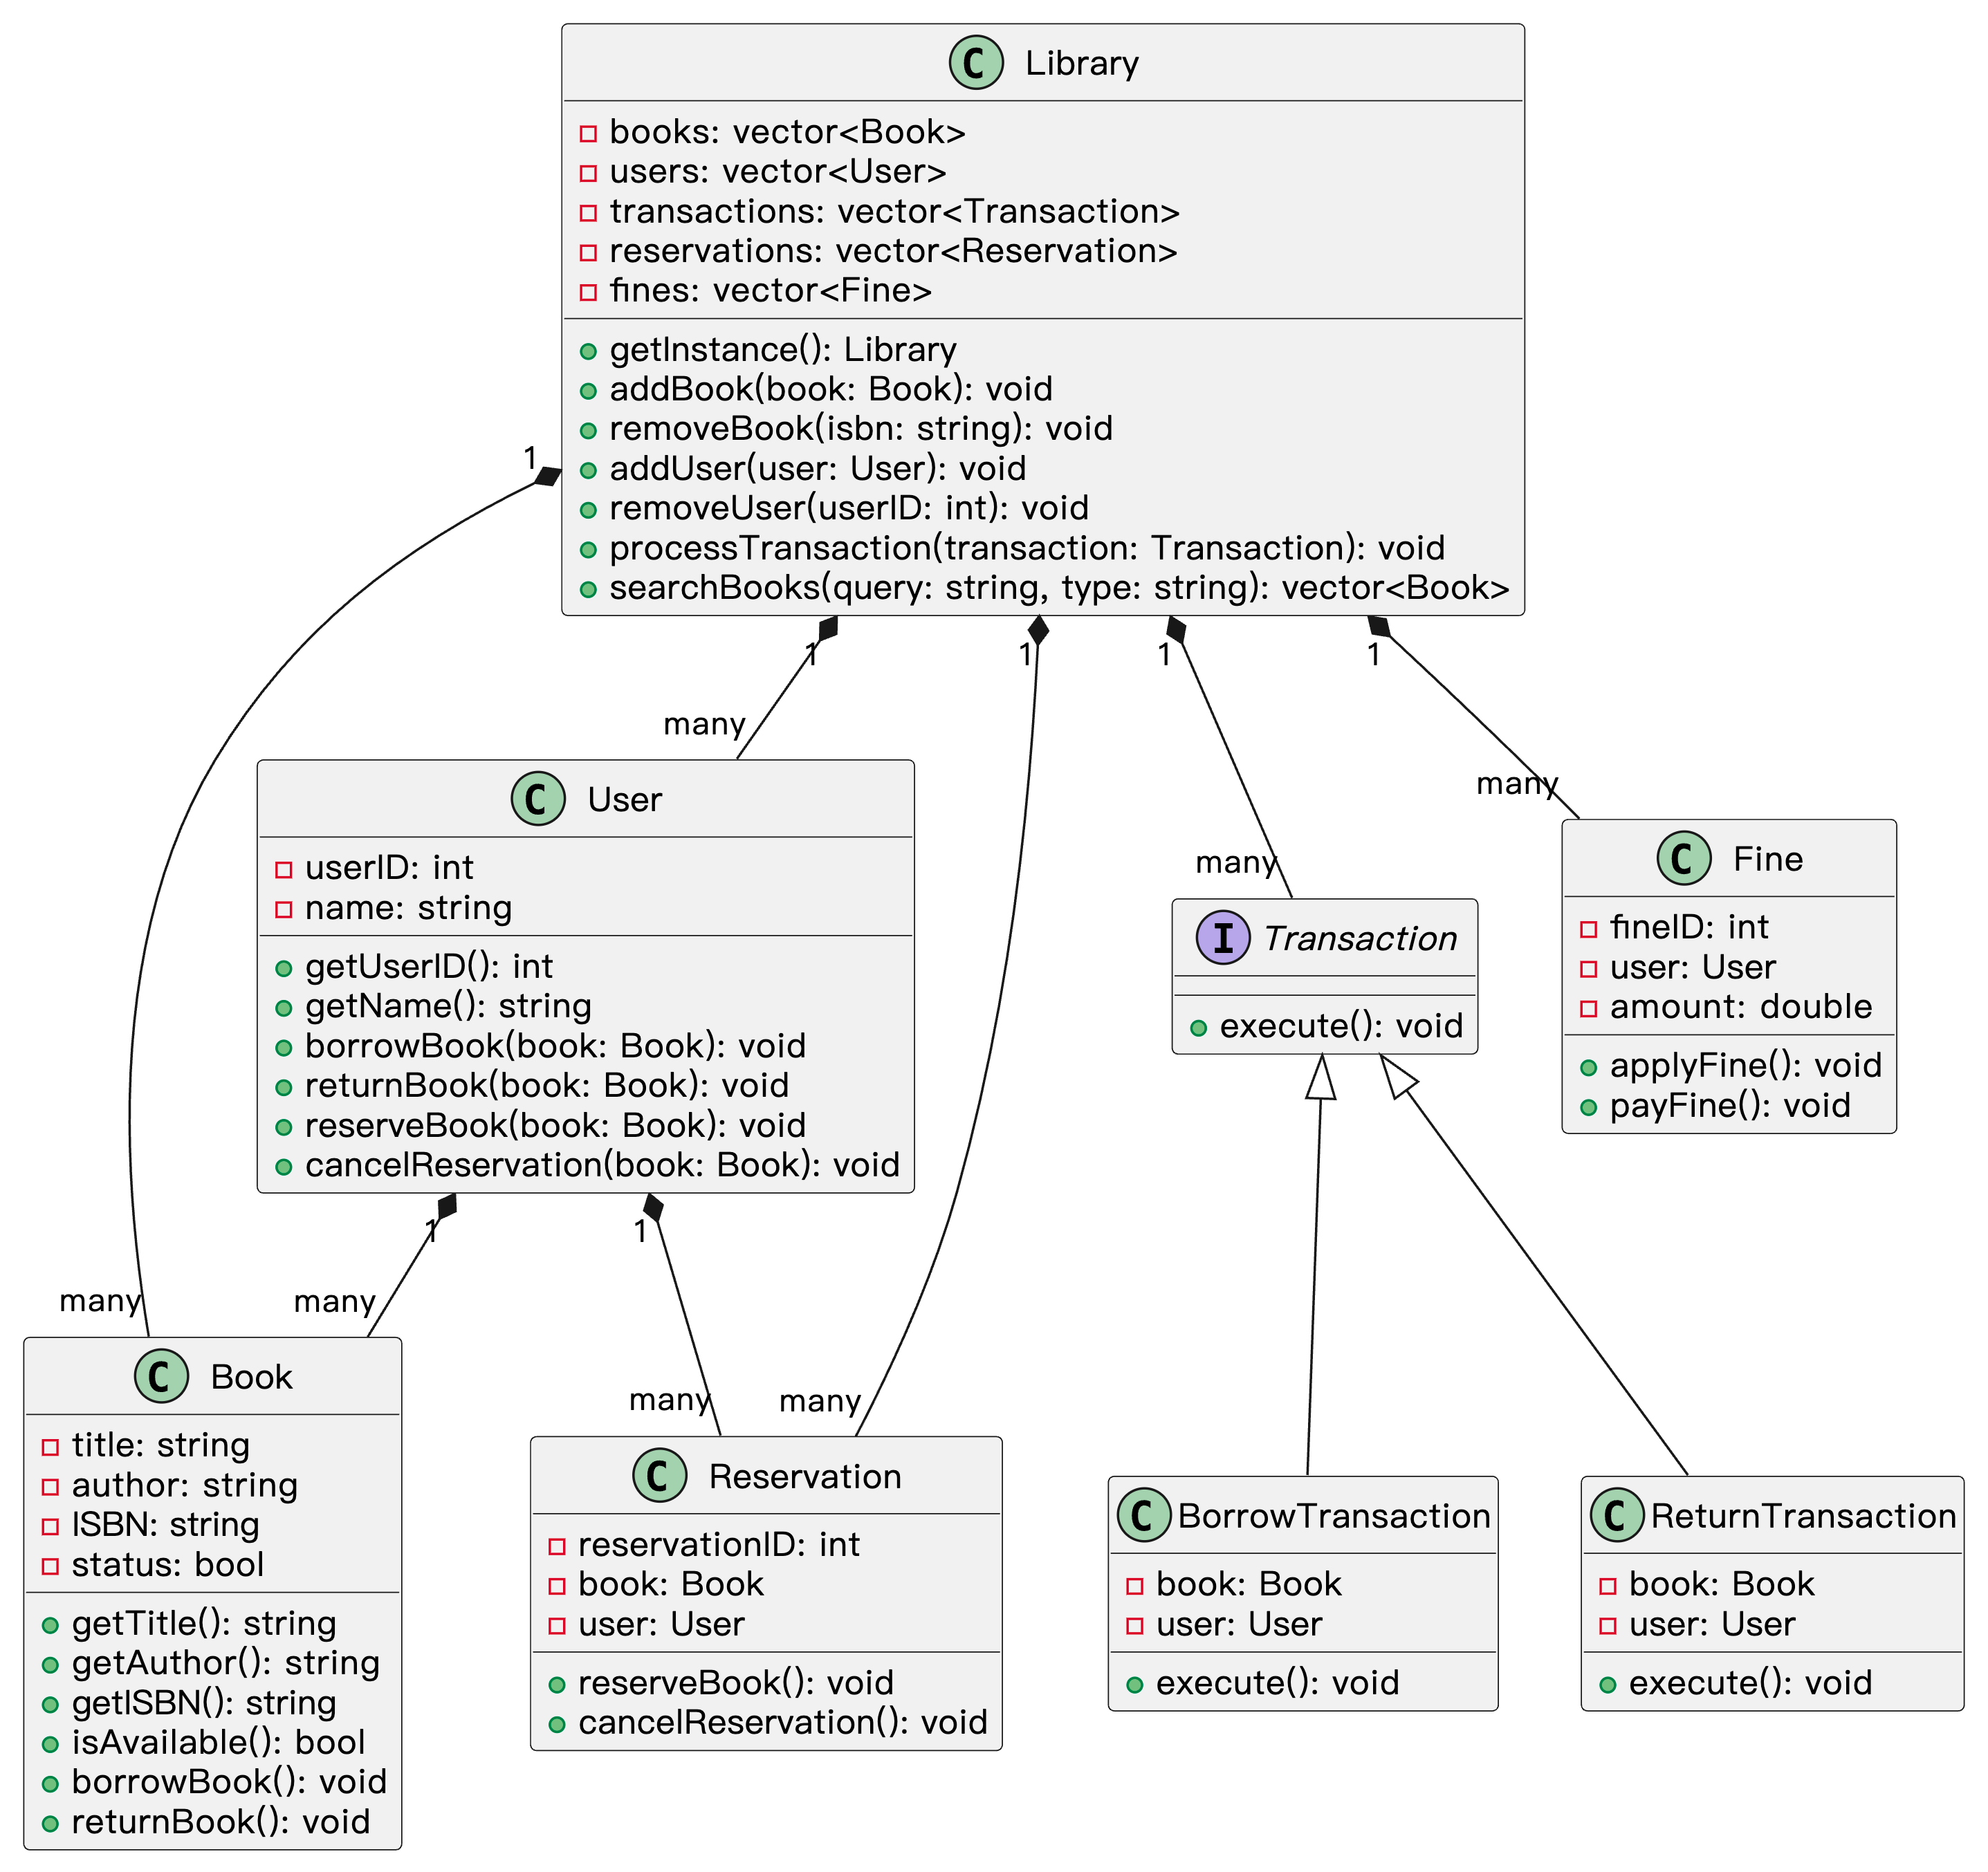 C Library
books: vector<Book>
users: vector<User>
transactions: vector<Transaction>
reservations: vector<Reservation>
fines: vector<Fine>
getInstance(): Library
addBook(book: Book): void
removeBook(isbn: string): void
addUser(user: User): void
removeUser(userID: int): void
processTransaction(transaction: Transaction): void
searchBooks(query: string, type: string): vector<Book>
1
1
1
1
1
many
many
many
C User
userID: int
name: string
getUserID(): int
getName(): string
borrowBook(book: Book): void
returnBook(book: Book): void
reserveBook(book: Book): void
cancelReservation(book: Book): void
I Transaction
execute(): void
C Fine
fineID: int
user: User
amount: double
applyFine(): void
payFine(): void
1
1
many
many
many
many
C Book
title: string
author: string
ISBN: string
status: bool
getTitle(): string
getAuthor(): string
getISBN(): string
isAvailable(): bool
borrowBook(): void
returnBook(): void
C Reservation
reservationID: int
book: Book
user: User
reserveBook(): void
cancelReservation(): void
C BorrowTransaction
book: Book
user: User
execute(): void
C ReturnTransaction
book: Book
user: User
execute(): void